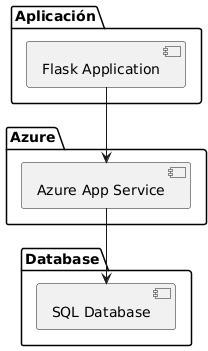 Aplicación
Flask Application
Azure
Azure App Service
Database
SQL Database